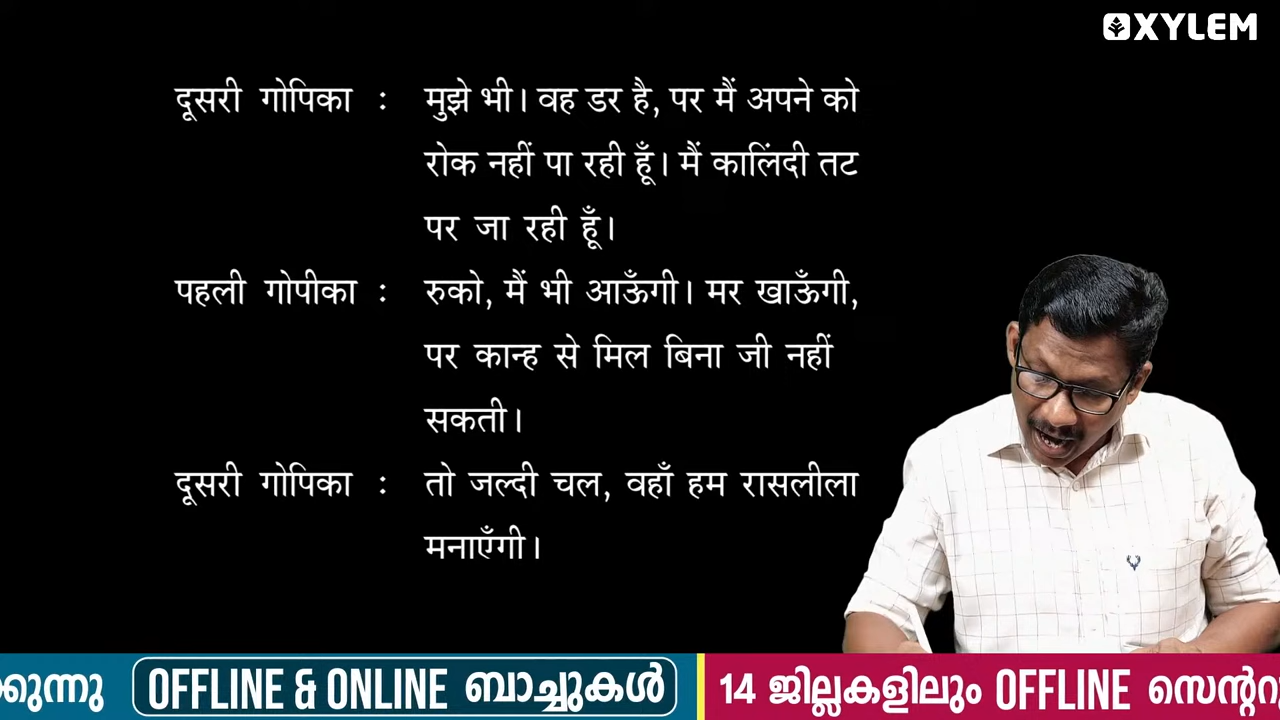 XYLEM
दूसरी गोपिका : मुझे भी। वह डर है, पर मैं अपने को
रोक नहीं पा रही हूँ। मैं कालिंदी तट
पर जा रही हूँ।
पहली गोपीका : रुको, मैं भी आऊँगी। मर खाऊँगी,
पर कान्ह से मिल बिना जी नहीं
सकती।
दूसरी गोपिका : तो जल्दी चल, वहाँ हम रासलीला
मनाएँगी।
OFFLINE & ONLINE ബാച്ചുകൾ
14 ജില്ലകളിലും OFFLINE